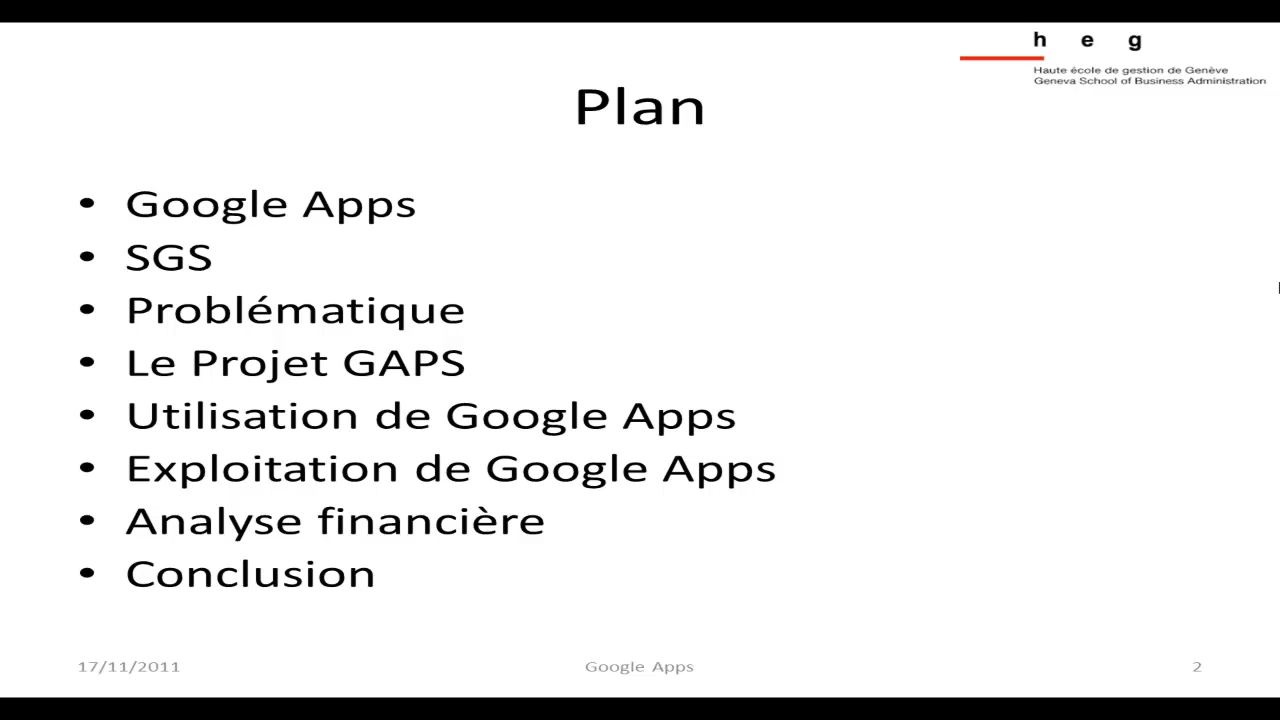 h e g
Haute école de gestion de Genève
Geneva School of Business Administration
Plan
• Google Apps
• SGS
• Problématique
• Le Projet GAPS
• Utilisation de Google Apps
• Exploitation de Google Apps
• Analyse financière
• Conclusion
17/11/2011 Google Apps 2